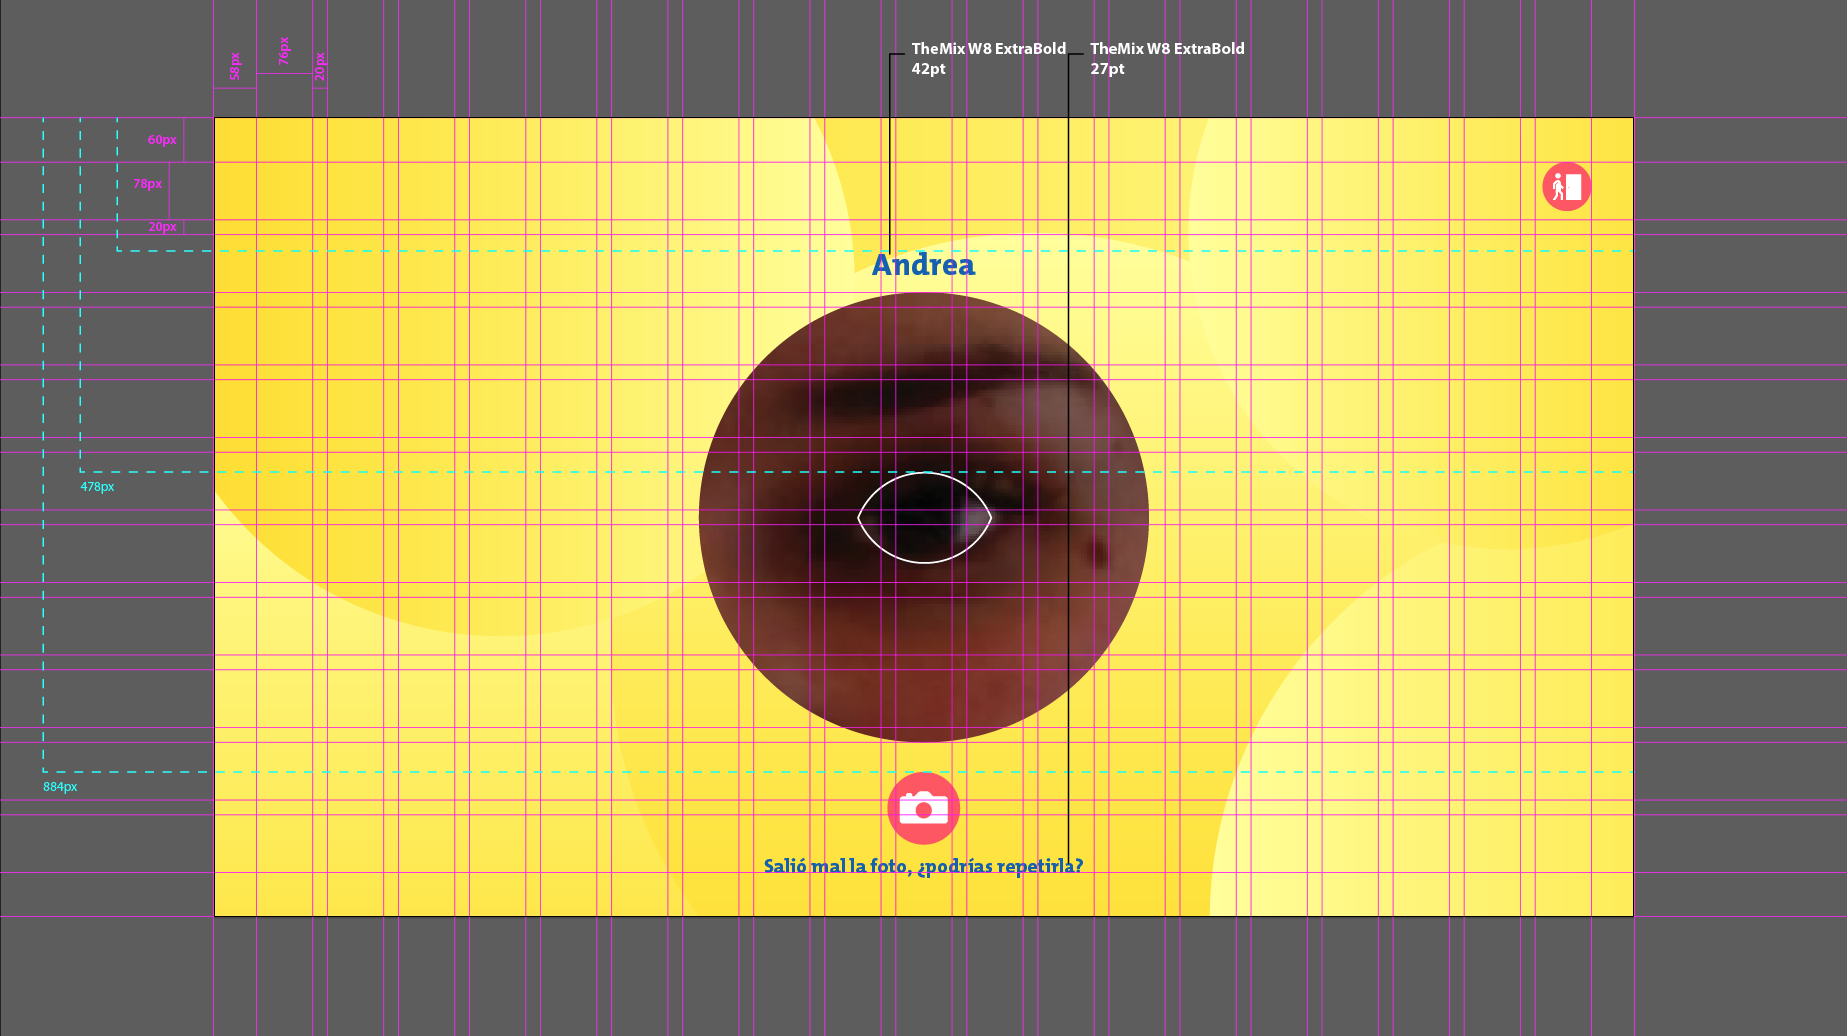 58px
76px
20px
TheMix W8 ExtraBold
42pt
TheMix W8 ExtraBold
27pt
60px
78px
20px
Andrea
478px
884px
Salió mal la foto, ¿podrías repetirla?